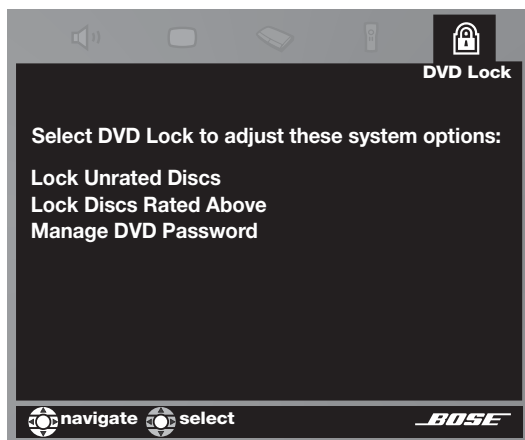 DVD Lock
Select DVD Lock to adjust these system options:
Lock Unrated Discs
Lock Discs Rated Above
Manage DVD Password
navigate select BOSE